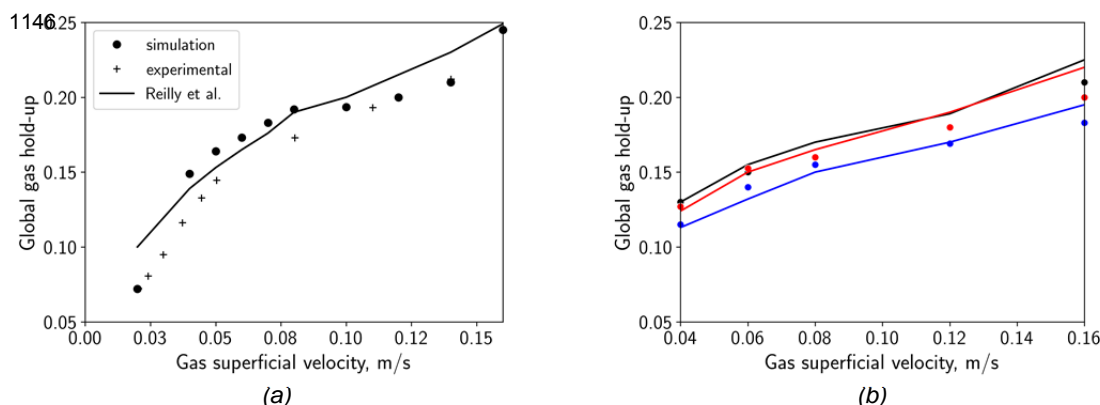 1146
0.25
0.20
0.15
0.10
0.05
Global gas hold-up
simulation
experimental
Reilly et al.
0.00 0.03 0.05 0.08 0.10 0.12 0.15
Gas superficial velocity, m/s
(a)
0.25
0.20
0.15
0.10
0.05
Global gas hold-up
0.04 0.06 0.08 0.10 0.12 0.14 0.16
Gas superficial velocity, m/s
(b)